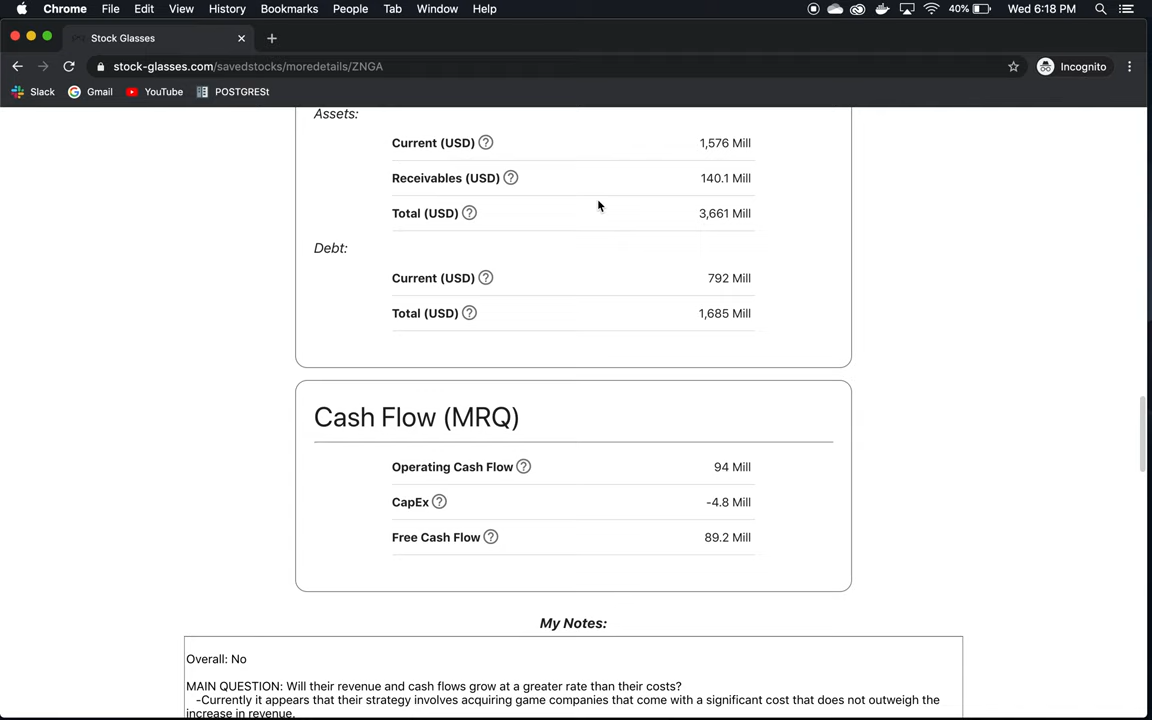 Chrome File Edit View History Bookmarks People Tab Window Help 40% Wed 6:18 PM
Stock Glasses
stock-glasses.com/savedstocks/moredetails/ZNGA Incognito
Slack Gmail YouTube POSTGRESt
Assets:
Current (USD) ? 1,576 Mill
Receivables (USD) ? 140.1 Mill
Total (USD) ? 3,661 Mill
Debt:
Current (USD) ? 792 Mill
Total (USD) ? 1,685 Mill
Cash Flow (MRQ)
Operating Cash Flow ? 94 Mill
CapEx ? -4.8 Mill
Free Cash Flow ? 89.2 Mill
My Notes:
Overall: No
MAIN QUESTION: Will their revenue and cash flows grow at a greater rate than their costs?
-Currently it appears that their strategy involves acquiring game companies that come with a significant cost that does not outweigh the
increase in revenue.